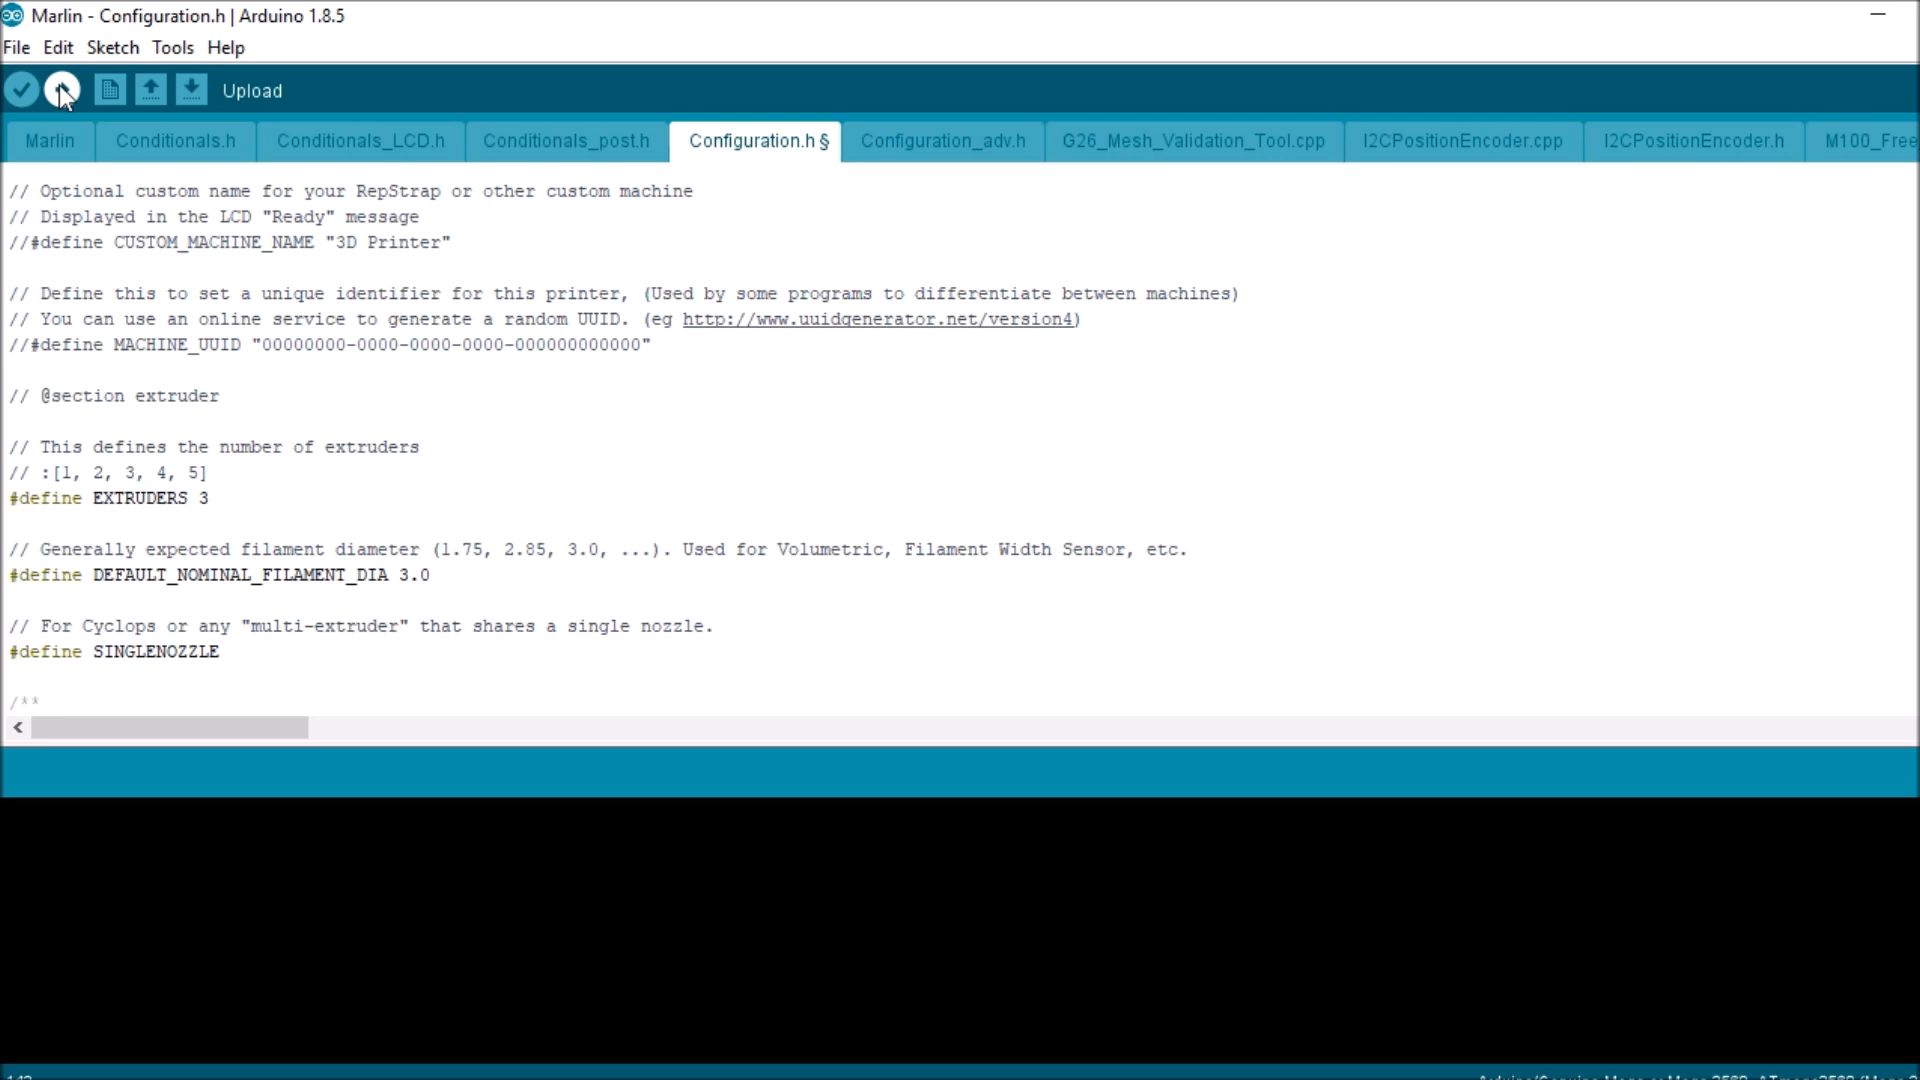 Marlin - Configuration.h | Arduino 1.8.5
File Edit Sketch Tools Help
Upload
Marlin Conditionals.h Conditionals_LCD.h Conditionals_post.h Configuration.h § Configuration_adv.h G26_Mesh_Validation_Tool.cpp I2CPositionEncoder.cpp I2CPositionEncoder.h M100_Free
// Optional custom name for your RepStrap or other custom machine
// Displayed in the LCD "Ready" message
//#define CUSTOM_MACHINE_NAME "3D Printer"
// Define this to set a unique identifier for this printer, (Used by some programs to differentiate between machines)
// You can use an online service to generate a random UUID. (eg http://www.uuidgenerator.net/version4)
//#define MACHINE_UUID "00000000-0000-0000-0000-000000000000"
// @section extruder
// This defines the number of extruders
// :[1, 2, 3, 4, 5]
#define EXTRUDERS 3
// Generally expected filament diameter (1.75, 2.85, 3.0, ...). Used for Volumetric, Filament Width Sensor, etc.
#define DEFAULT_NOMINAL_FILAMENT_DIA 3.0
// For Cyclops or any "multi-extruder" that shares a single nozzle.
#define SINGLENOZZLE
/**